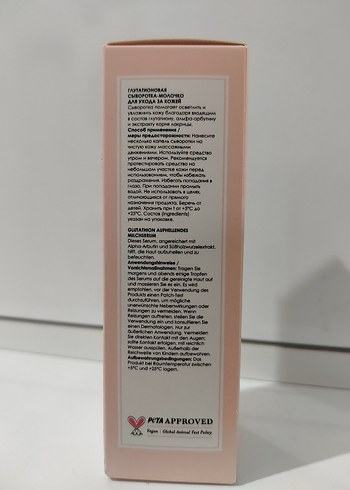 ГЛУТАТИОНОВАЯ
СЫВОРОТКА-МОЛОЧКО
ДЛЯ УХОДА ЗА КОЖЕЙ
Сыворотка помогает осветлить и
увлажнить кожу благодаря входящим
в состав глутатиону, альфа-арбутину
и экстракту корня лакрицы.
Способ применения /
меры предосторожности: Нанесите
несколько капель сыворотки на
чистую кожу массажными
движениями. Используйте средство
утром и вечером. Рекомендуется
протестировать средство на
небольшом участке кожи перед
использованием, чтобы избежать
раздражения. Избегать попадания в
глаза. При попадании промыть
водой. Не использовать в целях,
отличающихся от прямого
назначения продукта. Беречь от
детей. Хранить при t от +5°C до
+25°C. Состав (Ingredients)
указан на упаковке.
GLUTATHION AUFHELLENDES
MILCHSERUM
Dieses Serum, angereichert mit
Alpha-Arbutin und Süßholzwurzelextrakt,
hilft, die Haut aufzuhellen und zu
befeuchten.
Anwendungshinweise /
Vorsichtsmaßnahmen: Tragen Sie
morgens und abends einige Tropfen
des Serums auf die gereinigte Haut auf
und massieren Sie es ein. Es wird
empfohlen, vor der Verwendung des
Produkts einen Patch-Test
durchzuführen, um mögliche
unerwünschte Nebenwirkungen oder
Reizungen zu vermeiden. Wenn
Reizungen auftreten, stellen Sie die
Verwendung ein und konsultieren Sie
einen Dermatologen. Nur zur
äußerlichen Anwendung. Vermeiden
Sie direkten Kontakt mit den Augen;
sollte Kontakt erfolgen, mit reichlich
Wasser ausspülen. Außerhalb der
Reichweite von Kindern aufbewahren.
Aufbewahrungsbedingungen: Das
Produkt bei Raumtemperatur zwischen
+5°C und +25°C lagern.
PETA APPROVED
Vegan | Global Animal Test Policy